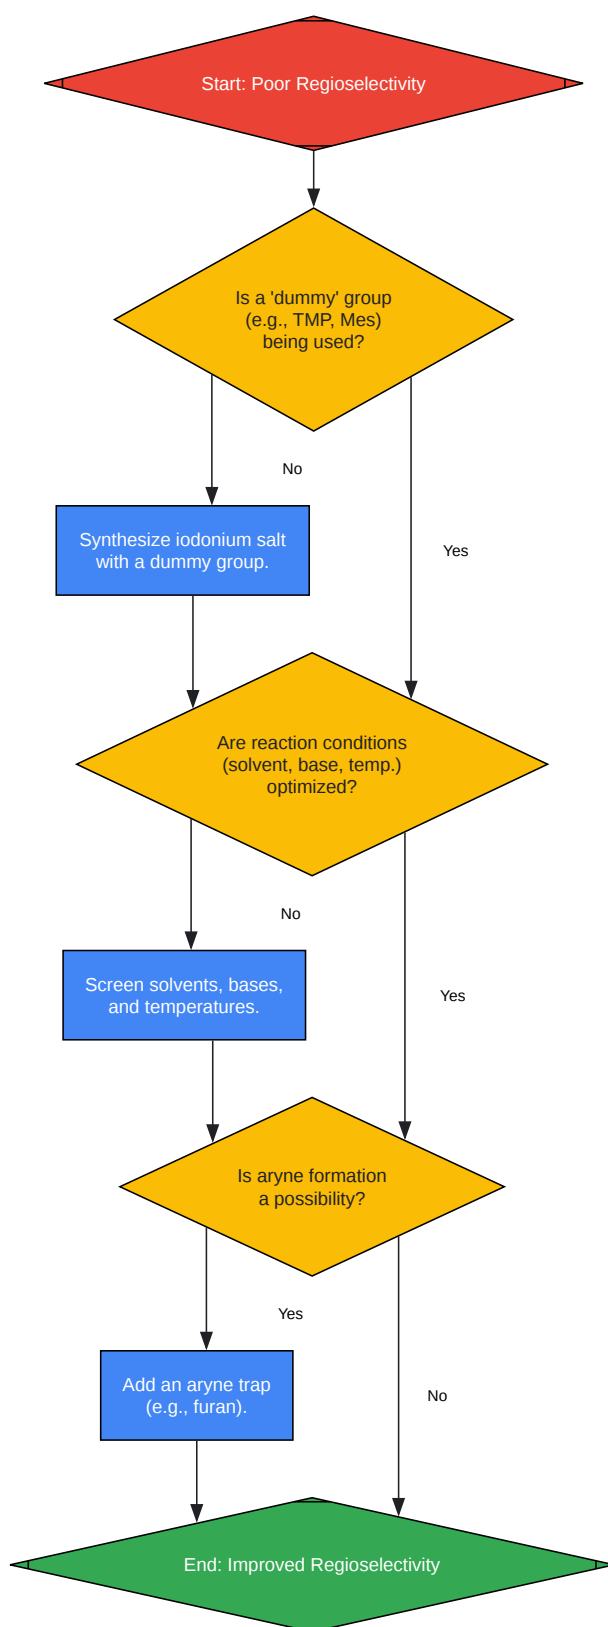 Start: Poor Regioselectivity
Is a 'dummy' group
(e.g., TMP, Mes)
being used?
No
Synthesize iodonium salt
with a dummy group.
Yes
Are reaction conditions
(solvent, base, temp.)
optimized?
No
Screen solvents, bases,
and temperatures.
Yes
Is aryne formation
a possibility?
Yes
Add an aryne trap
(e.g., furan).
No
End: Improved Regioselectivity